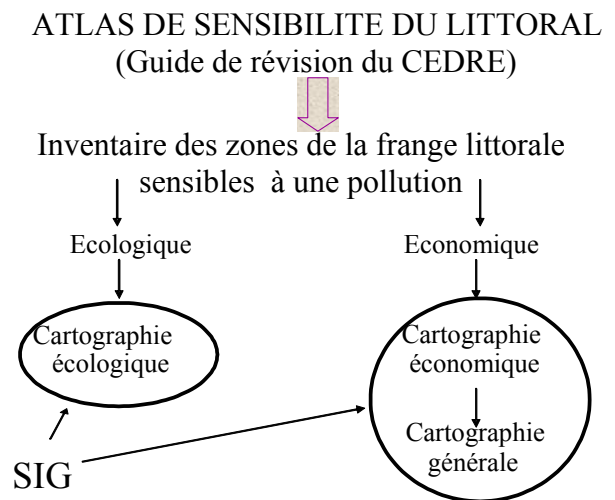 ATLAS DE SENSIBILITE DU LITTORAL
(Guide de révision du CEDRE)
Inventaire des zones de la frange littorale
sensibles à une pollution
Ecologique
Economique
Cartographie
écologique
Cartographie
économique
Cartographie
générale
SIG